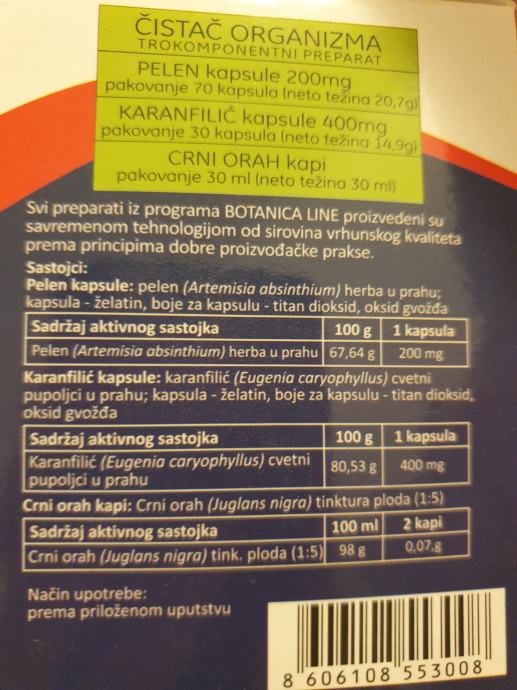 ČISTAČ ORGANIZMA
TROKOMPONENTNI PREPARAT
PELEN kapsule 200mg
pakovanje 70 kapsula (neto težina 20,7g)
KARANFILIĆ kapsule 400mg
pakovanje 30 kapsula (neto težina 14,9g)
CRNI ORAH kapi
pakovanje 30 ml (neto težina 30 ml)
Svi preparati iz programa BOTANICA LINE proizvedeni su
savremenom tehnologijom od sirovina vrhunskog kvaliteta
prema principima dobre proizvođačke prakse.
Sastojci:
Pelen kapsule: pelen (Artemisia absinthium) herba u prahu;
kapsula - želatin, boje za kapsulu - titan dioksid, oksid gvožđa
Sadržaj aktivnog sastojka 100 g 1 kapsula
Pelen (Artemisia absinthium) herba u prahu 67,64 g 200 mg
Karanfilić kapsule: karanfilić (Eugenia caryophyllus) cvetni
pupoljci u prahu; kapsula - želatin, boje za kapsulu - titan dioksid,
oksid gvožđa
Sadržaj aktivnog sastojka 100 g 1 kapsula
Karanfilić (Eugenia caryophyllus) cvetni
pupoljci u prahu 80,53 g 400 mg
Crni orah kapi: Crni orah (Juglans nigra) tinktura ploda (1:5)
Sadržaj aktivnog sastojka 100 ml 2 kapi
Crni orah (Juglans nigra) tink. ploda (1:5) 98 g 0,07.g
Način upotrebe:
prema priloženom uputstvu
8 606108 553008